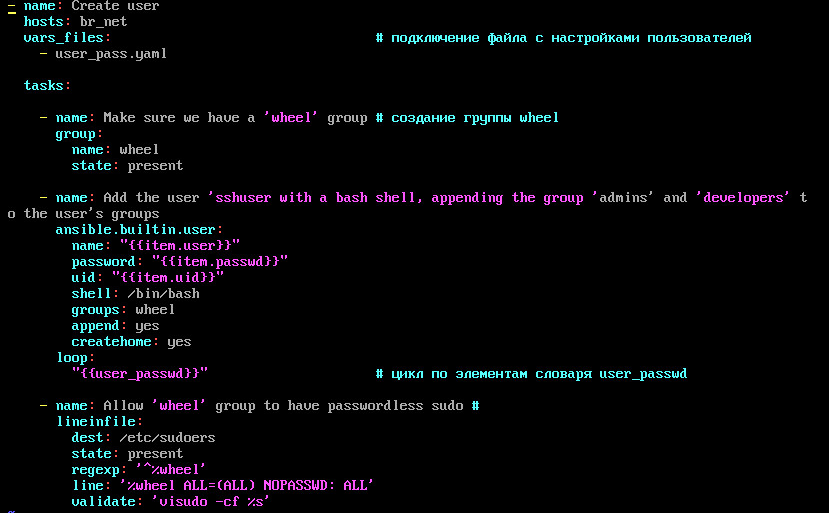 - name: Create user
  hosts: br_net
  vars_files:                                 # подключение файла с настройками пользователей
    - user_pass.yaml

  tasks:

    - name: Make sure we have a 'wheel' group # создание группы wheel
      group:
        name: wheel
        state: present

    - name: Add the user 'sshuser with a bash shell, appending the group 'admins' and 'developers' t
o the user's groups
      ansible.builtin.user:
        name: "{{item.user}}"
        password: "{{item.passwd}}"
        uid: "{{item.uid}}"
        shell: /bin/bash
        groups: wheel
        append: yes
        createhome: yes
      loop:
        "{{user_passwd}}"                     # цикл по элементам словаря user_passwd

    - name: Allow 'wheel' group to have passwordless sudo #
      lineinfile:
        dest: /etc/sudoers
        state: present
        regexp: '^%wheel'
        line: '%wheel ALL=(ALL) NOPASSWD: ALL'
        validate: 'visudo -cf %s'